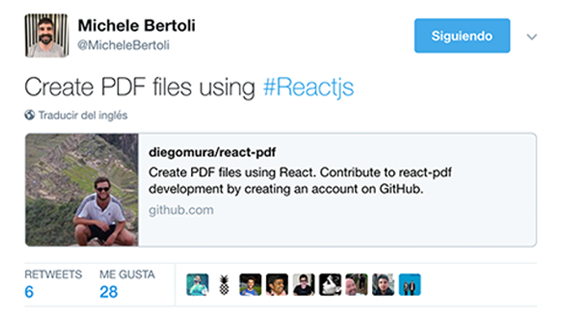 Michele Bertoli
@MicheleBertoli
Siguiendo
Create PDF files using #Reactjs
Traducir del inglés
diegomura/react-pdf
Create PDF files using React. Contribute to react-pdf
development by creating an account on GitHub.
github.com
RETWEETS
6
ME GUSTA
28